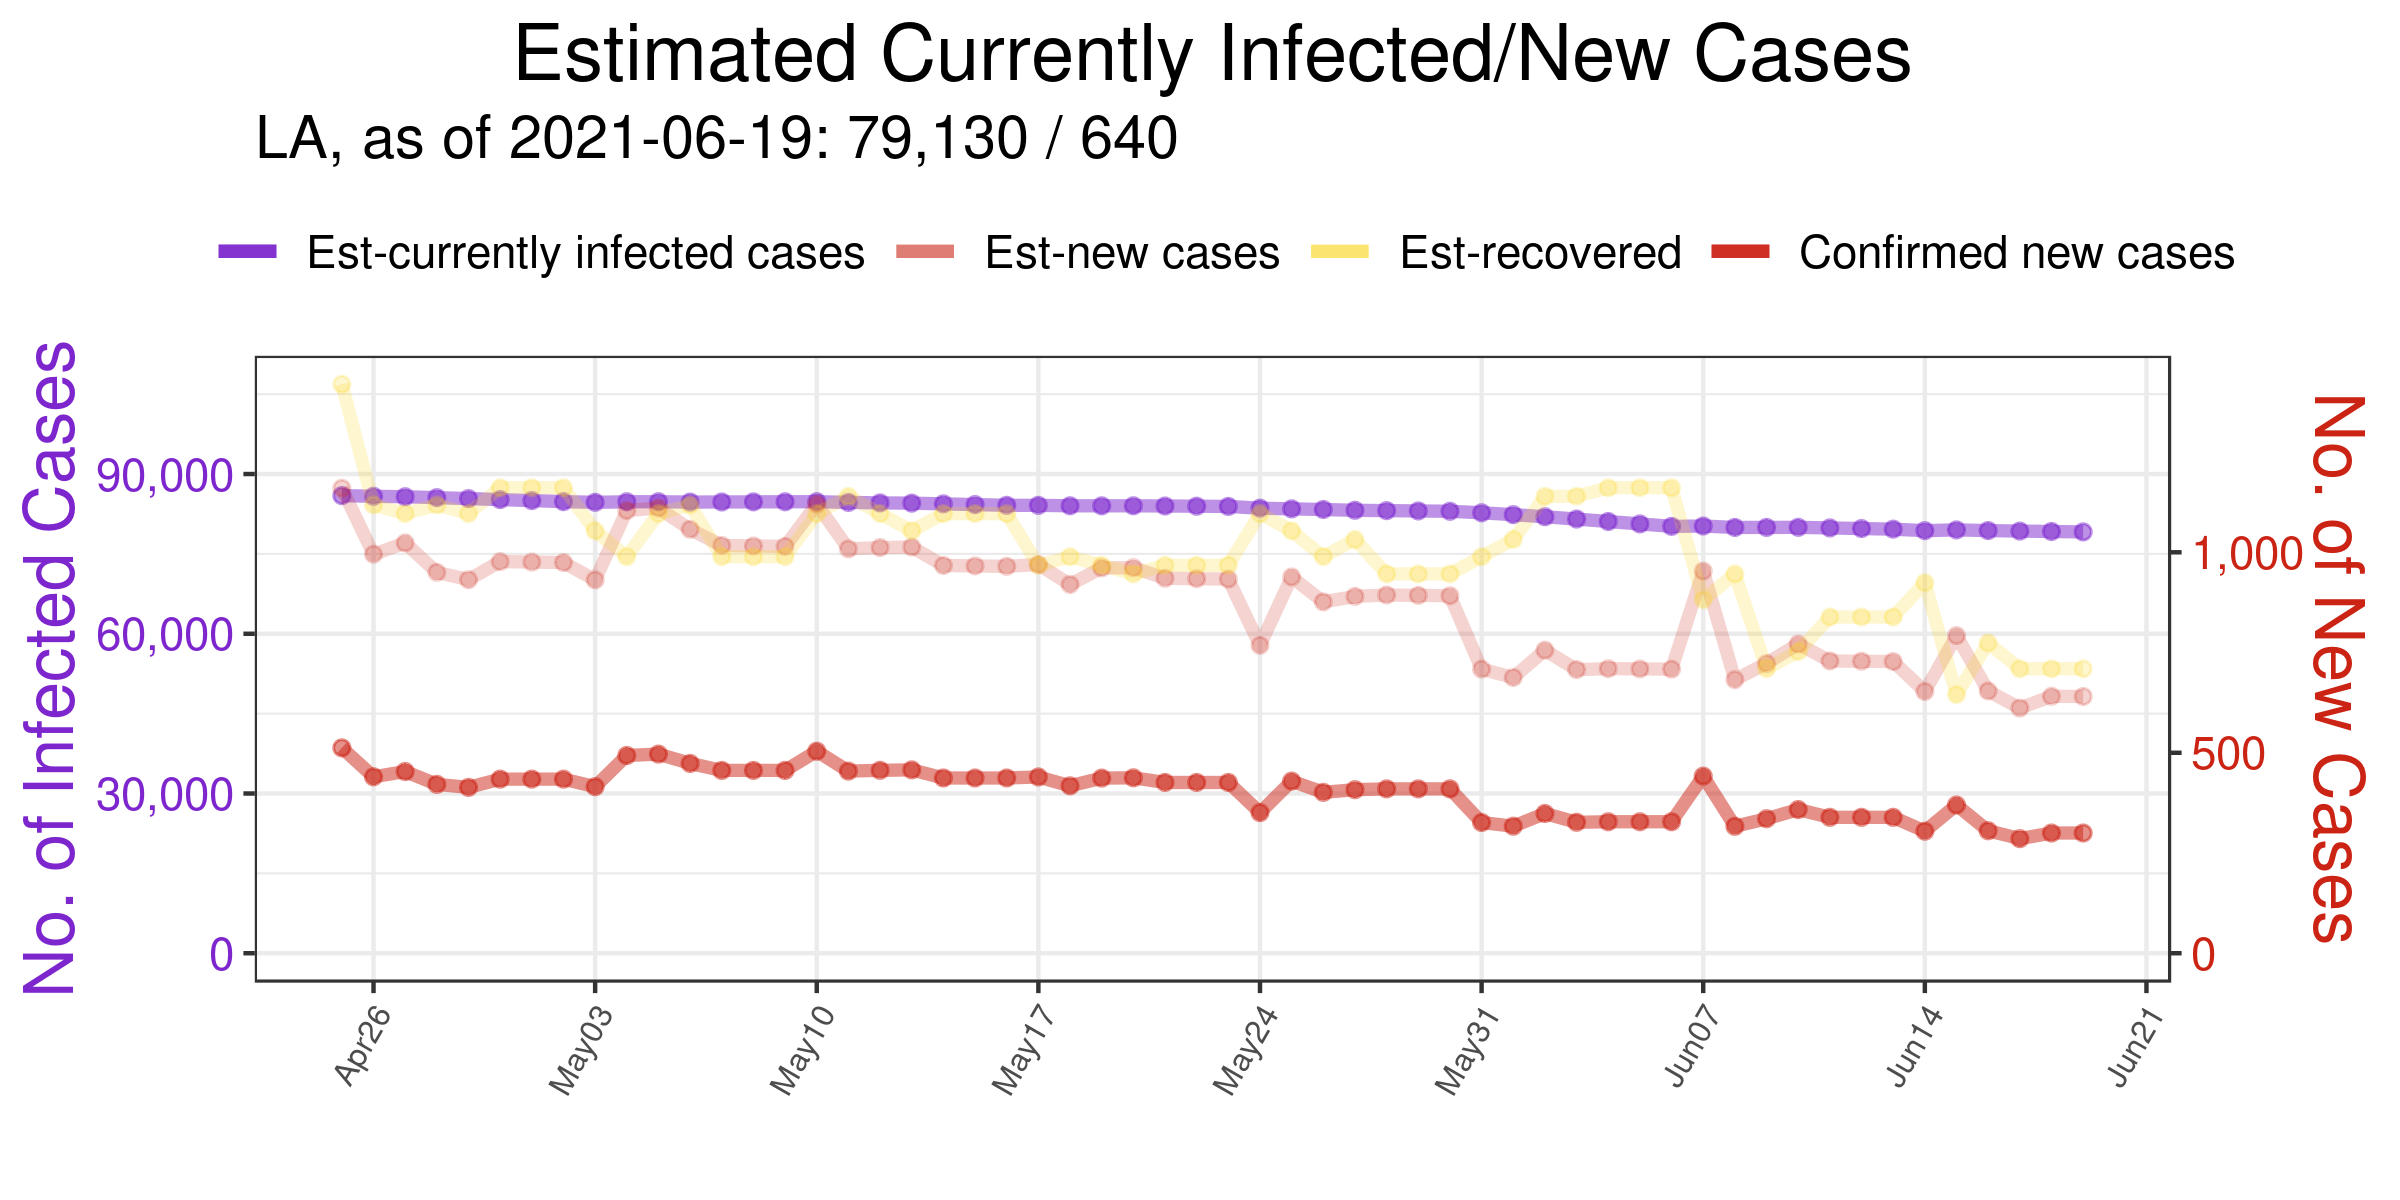 Estimated Currently Infected/New Cases
LA, as of 2021-06-19: 79,130 / 640
Est-currently infected cases Est-new cases Est-recovered Confirmed new cases
No. of Infected Cases
90,000
60,000
30,000
0
1,000
500
0
No. of New Cases
Apr26 May03 May10 May17 May24 May31 Jun07 Jun14 Jun21